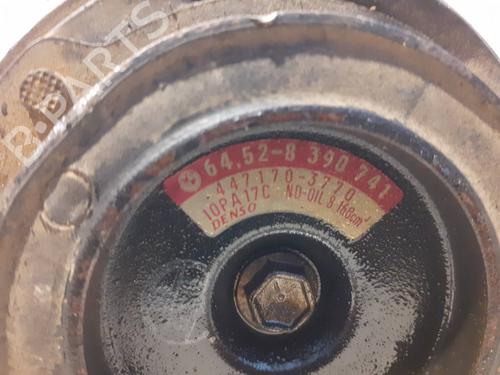 64.52-8 390 741
447170-3770
10PA17C ND-OIL 8 160cm³
DENSO
B-PARTS